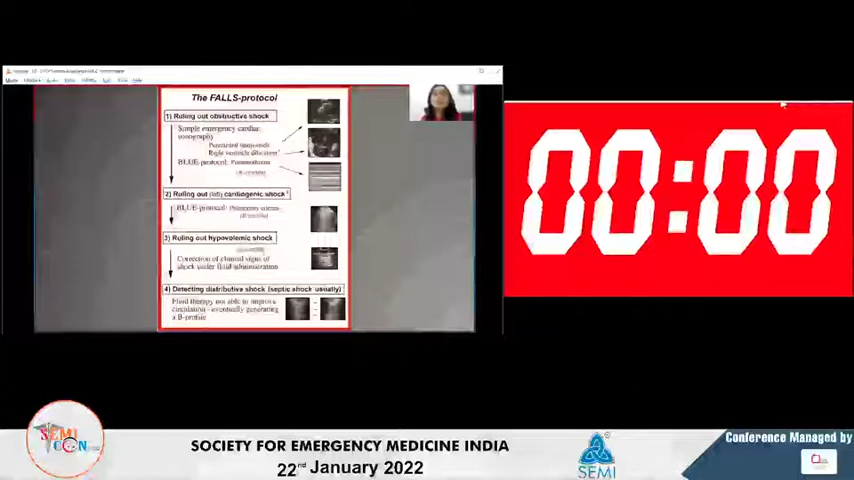 The FALLS-protocol
1) Ruling out obstructive shock
Simple emergency cardiac
sonography
Pericardial tamponade
Right ventricle dilatation
BLUE-protocol: Pneumothorax
2) Ruling out (left) cardiogenic shock
BLUE-protocol: Pulmonary edema
3) Ruling out hypovolemic shock
Correction of clinical signs of
shock under fluid administration
4) Detecting distributive shock (septic shock usually)
Fluid therapy not able to improve
circulation - eventually generating
a B-profile
00:00
SEMI
CON
SOCIETY FOR EMERGENCY MEDICINE INDIA
22nd January 2022
SEMI
Conference Managed by